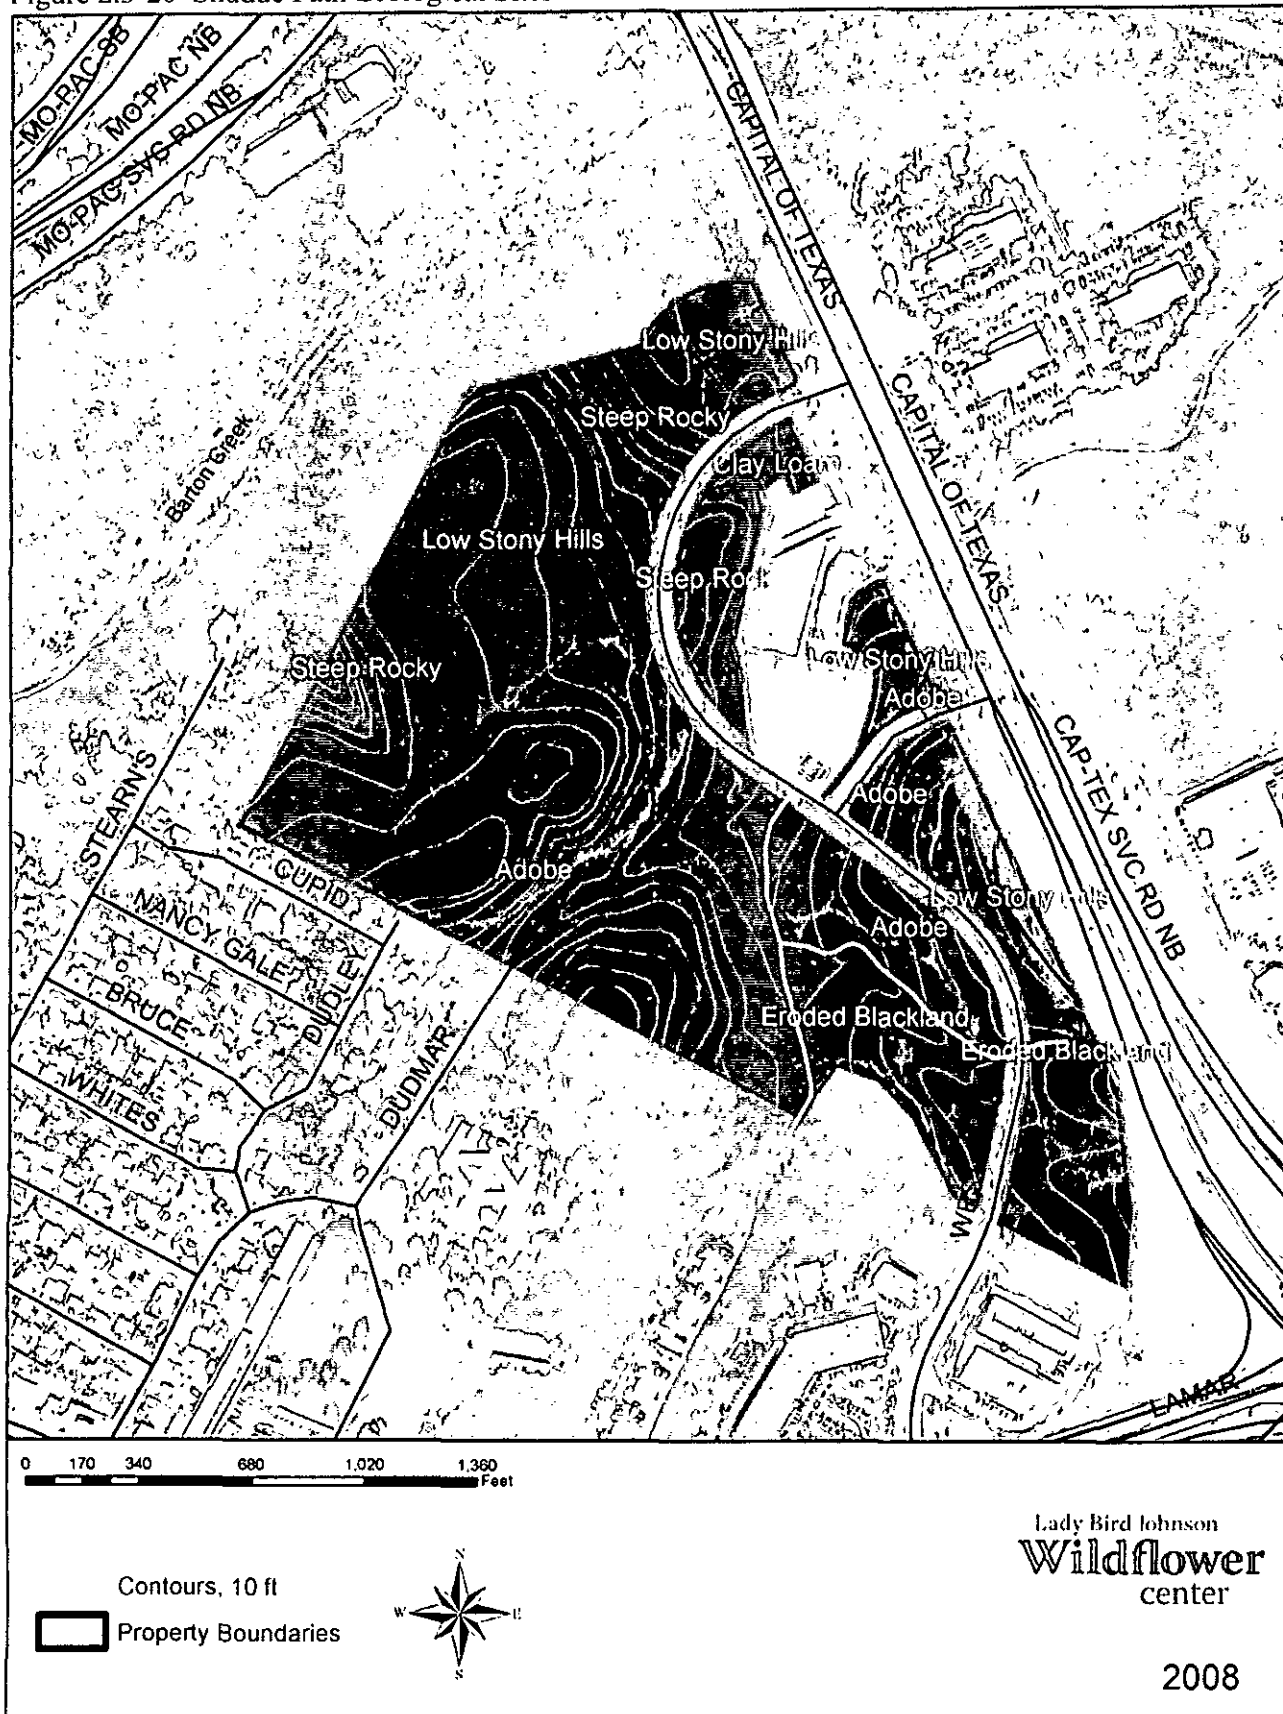 MO-PAC SB
MO-PAC NB
MO-PAC SVC RD NB
CAPITAL OF TEXAS
Low Stony Hills
Steep Rocky
CAPITAL OF TEXAS
Barton Creek
Clay Loam
Low Stony Hills
Steep Rock
Low Stony Hills
Steep Rocky
Adobe
CAP-TEX SVC RD NB
STEARNS
Adobe
CUPID
Adobe
Low Stony Hills
NANCY GALE
Adobe
DUDLEY
BRUCE
Eroded Blackland
DUDMAR
Eroded Blackland
WHITES
LAMAR
0 170 340 680 1,020 1,360
Feet
Contours, 10 ft
Property Boundaries
N
W E
S
Lady Bird Johnson
Wildflower
center
2008